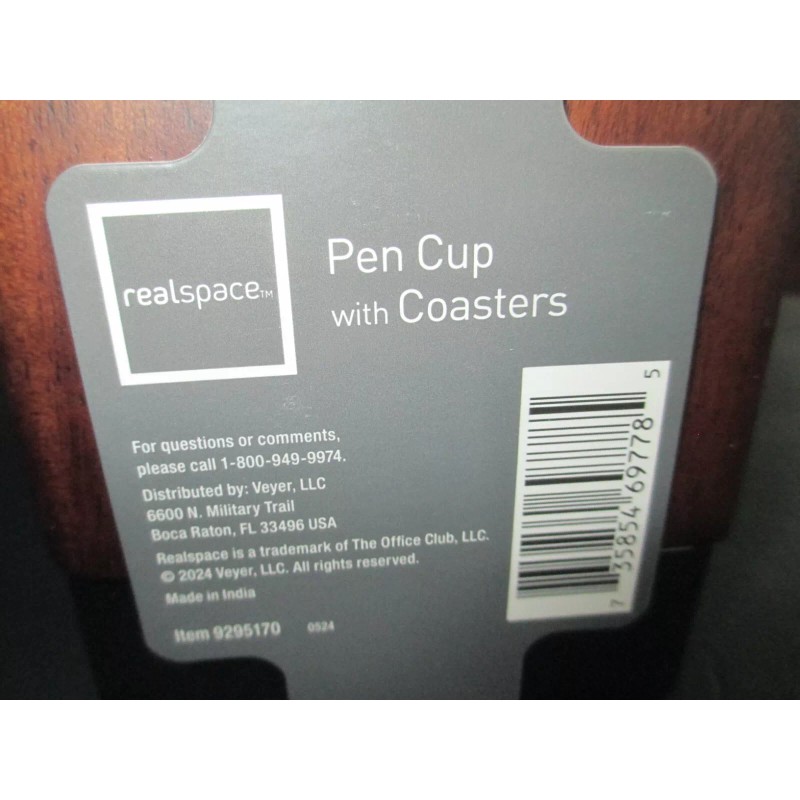 realspace™
Pen Cup
with Coasters
For questions or comments,
please call 1-800-949-9974.
Distributed by: Veyer, LLC
6600 N. Military Trail
Boca Raton, FL 33496 USA
Realspace is a trademark of The Office Club, LLC.
© 2024 Veyer, LLC. All rights reserved.
Made in India
Item 9295170 0524
7 35854 69778 5